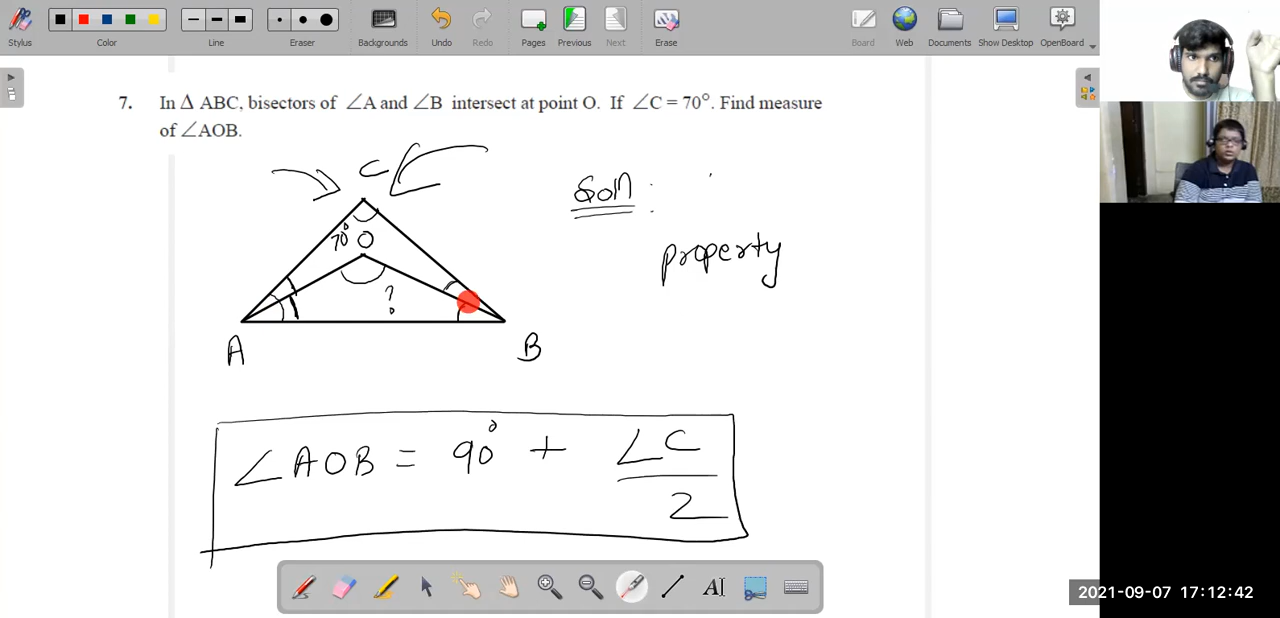 Stylus
Color
Line
Eraser
Backgrounds
Undo
Redo
Pages
Previous
Next
Erase
Board
Web
Documents
Show Desktop
OpenBoard
7. In Δ ABC, bisectors of ∠A and ∠B intersect at point O. If ∠C = 70°. Find measure
of ∠AOB.
C
Soln :
70°
O
property
?
A
B
∠AOB = 90° + ∠C/2
2021-09-07 17:12:42